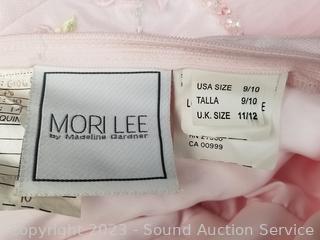 MORI LEE
by Madeline Gardner
USA SIZE 9/10
TALLA 9/10
U.K. SIZE 11/12
CA 00999
QUIN
Copyright 2023 - Sound Auction Service